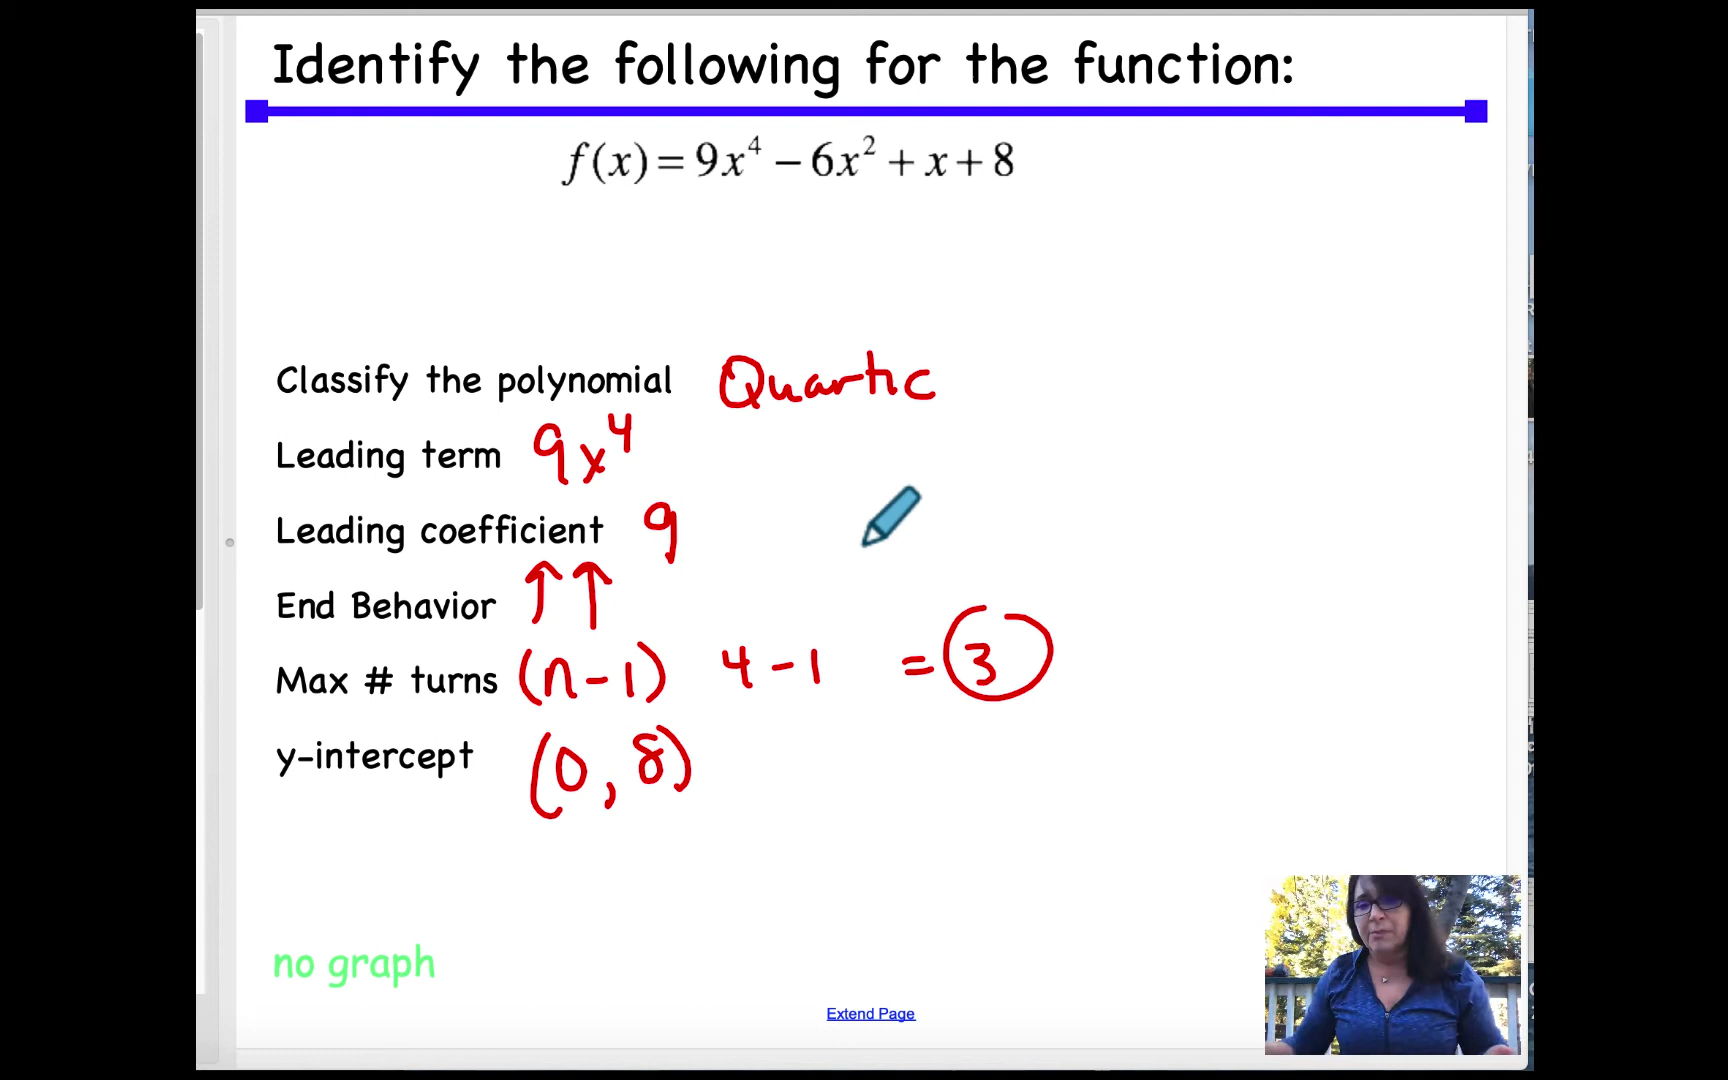 Identify the following for the function:
f(x) = 9x⁴ − 6x² + x + 8
Classify the polynomial Quartic
Leading term 9x⁴
Leading coefficient 9
End Behavior ↑ ↑
Max # turns (n-1) 4-1 = 3
y-intercept (0, 8)
no graph
Extend Page